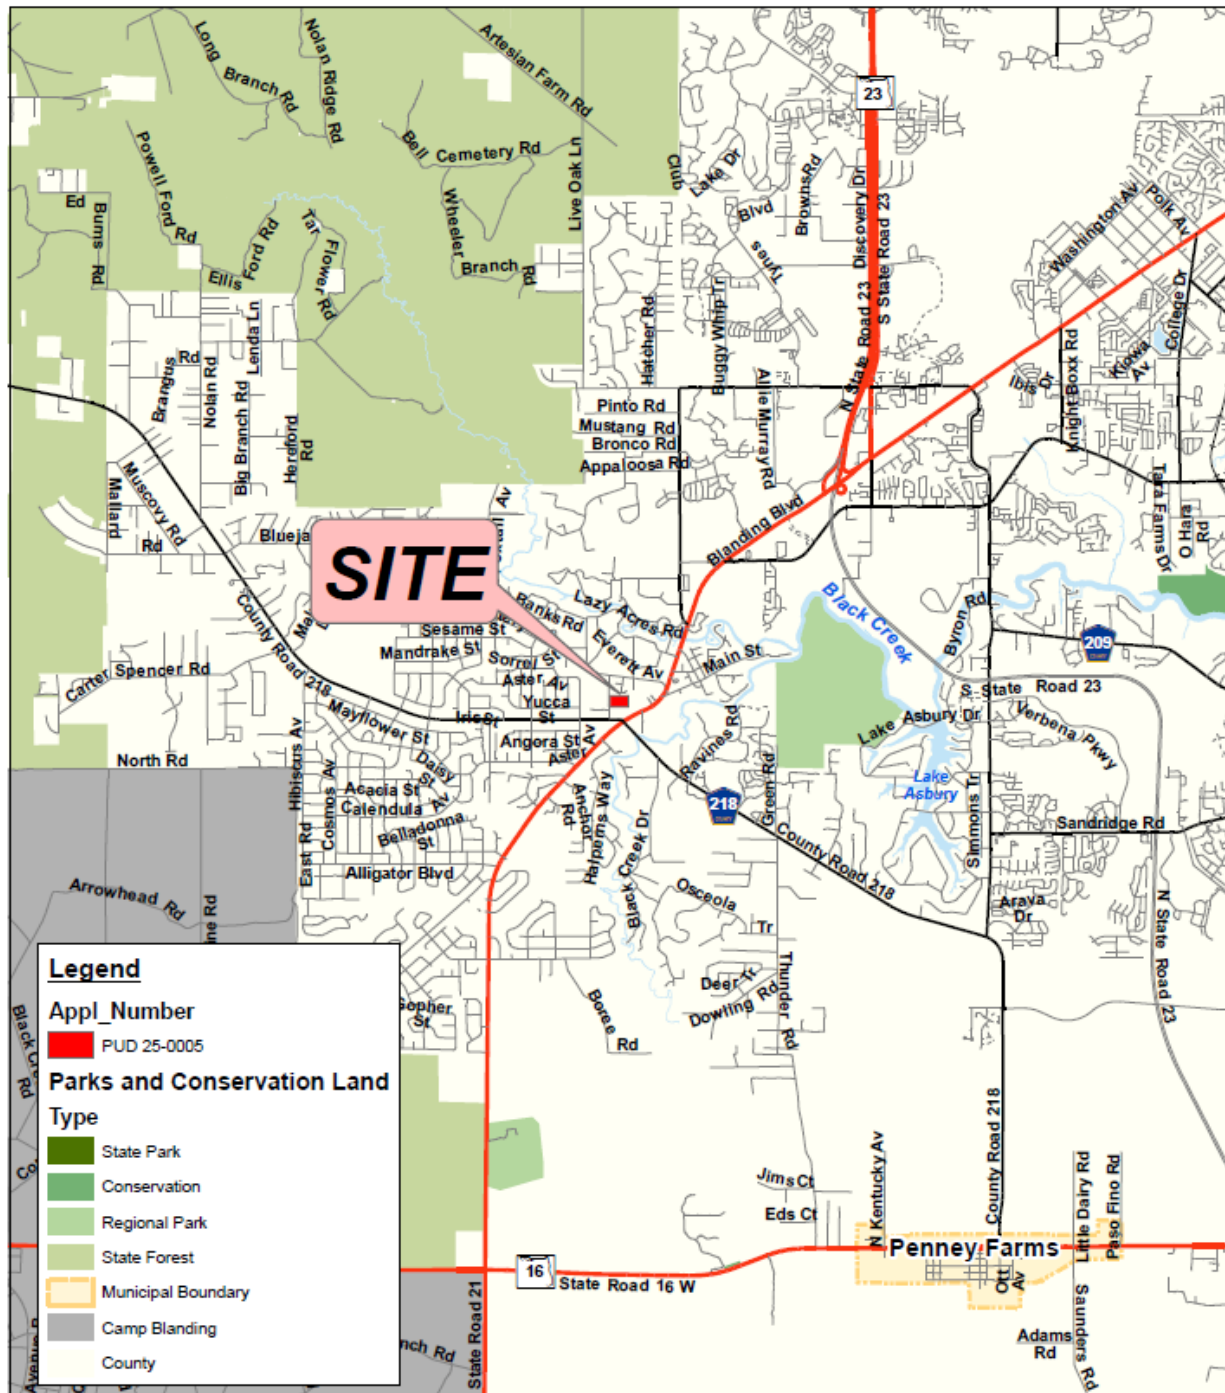 Long
Branch Rd
Nolan Ridge Rd
Artesian Farm Rd
23
Powell Ford Rd
Bell
Cemetery Rd
Live Oak Ln
Club
Lake Dr
Blvd
Browns Rd
Discovery Dr
S State Road 23
Washington Av
Polk Av
Ed
Burns Rd
Ellis
Ford Rd
Tar
Flower Rd
Wheeler
Branch Rd
Tynes
N State Road 23
College Dr
Lenda Ln
Hatcher Rd
Buggy Whip Tr
Knight Boxx Rd
Kiowa Av
Ibis Dr
Rd
Brangus
Nolan Rd
Big Branch Rd
Hereford Rd
Pinto Rd
Mustang Rd
Bronco Rd
Appaloosa Rd
Allie Murray Rd
Mallard
Rd
Muscovy Rd
Av
Blueja
Blanding Blvd
Tara Farms Dr
O Hara Rd
SITE
Banks Rd
Lazy Acres Rd
Black Creek
Byron Rd
209
County Road 218
Sesame St
Mandrake St
Sorrel St
Everett Av
Main St
Carter Spencer Rd
Aster Av
Yucca St
S State Road 23
Mayflower St
Iris St
Angora St
Aster Av
Ravines Rd
Lake Asbury Dr
Verbena Pkwy
North Rd
Hibiscus Av
Cosmos Av
Daisy St
Acacia St
Calendula Av
Belladonna St
Anchor Rd
Halperns Way
Black Creek Dr
218
Green Rd
Lake Asbury
Simmons Tr
Sandridge Rd
East Rd
Alligator Blvd
County Road 218
Arrowhead Rd
ine Rd
Osceola
Tr
Arava Dr
N State Road 23
Deer Tr
Dowling Rd
Thunder Rd
Gopher St
Boree
Rd
Legend
Appl_Number
PUD 25-0005
Parks and Conservation Land
Type
State Park
Conservation
Regional Park
State Forest
Municipal Boundary
Camp Blanding
County
Rd
Jims Ct
Eds Ct
N Kentucky Av
County Road 218
Little Dairy Rd
Paso Fino Rd
Penney Farms
16
State Road 16 W
Ott Av
State Road 21
Saunders Rd
Adams Rd
nch Rd